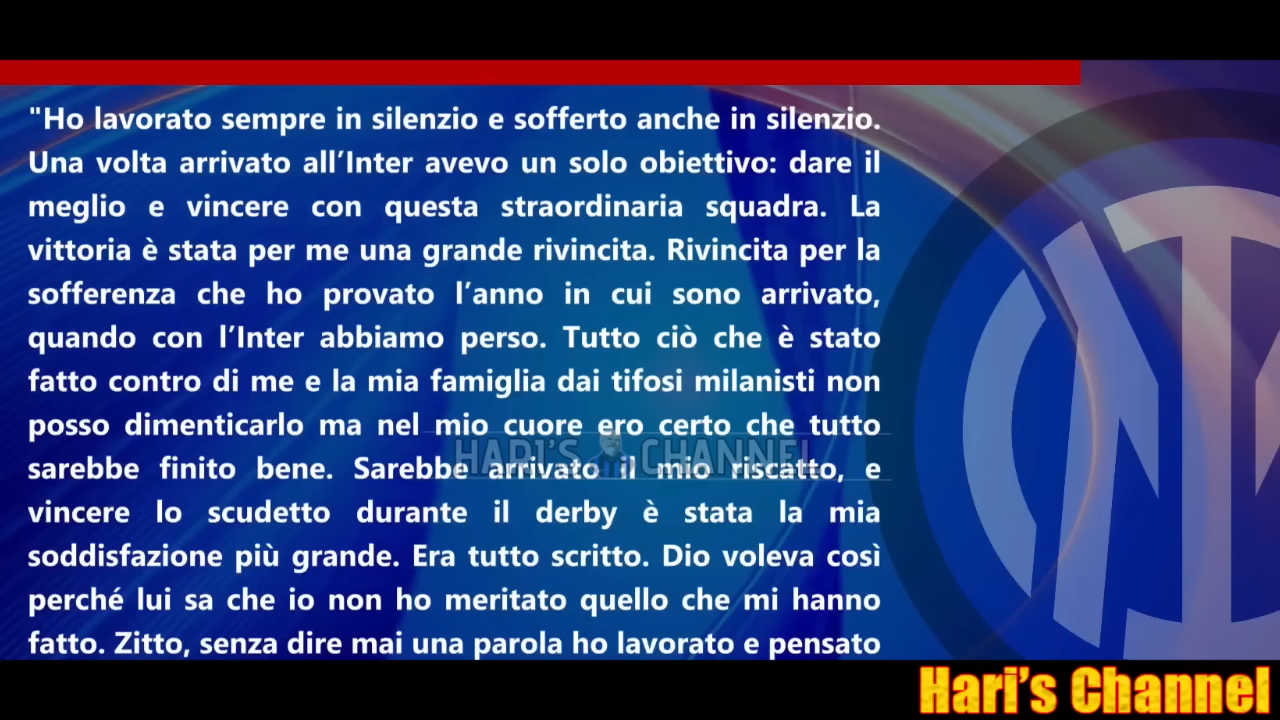 "Ho lavorato sempre in silenzio e sofferto anche in silenzio.
Una volta arrivato all’Inter avevo un solo obiettivo: dare il
meglio e vincere con questa straordinaria squadra. La
vittoria è stata per me una grande rivincita. Rivincita per la
sofferenza che ho provato l’anno in cui sono arrivato,
quando con l’Inter abbiamo perso. Tutto ciò che è stato
fatto contro di me e la mia famiglia dai tifosi milanisti non
posso dimenticarlo ma nel mio cuore ero certo che tutto
HARI'S CHANNEL
sarebbe finito bene. Sarebbe arrivato il mio riscatto, e
vincere lo scudetto durante il derby è stata la mia
soddisfazione più grande. Era tutto scritto. Dio voleva così
perché lui sa che io non ho meritato quello che mi hanno
fatto. Zitto, senza dire mai una parola ho lavorato e pensato
Hari’s Channel